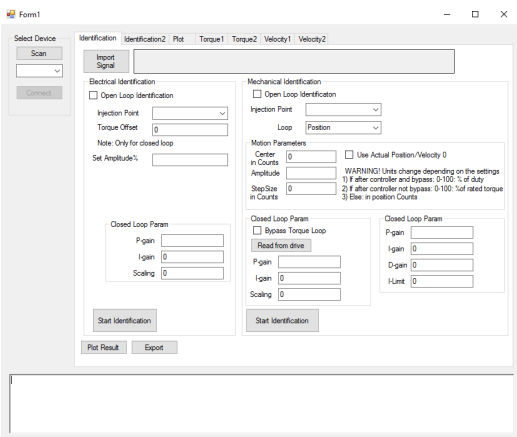 Form1
Select Device
Scan
Connect
Identification Identification2 Plot Torque1 Torque2 Velocity1 Velocity2
Import
Signal
Electrical Identification
Open Loop Identification
Injection Point
Torque Offset 0
Note: Only for closed loop
Set Amplitude%
Closed Loop Param
P-gain
I-gain 0
Scaling 0
Start Identification
Mechanical Identification
Open Loop Identificaton
Injection Point
Loop Position
Motion Parameters
Center
in Counts 0
Use Actual Position/Velocity 0
Amplitude
StepSize
in Counts 0
WARNING! Units change depending on the settings
1) If after controller and bypass: 0-100: % of duty
2) If after controller not bypass: 0-100: %of rated torque
3) Else: in position Counts
Closed Loop Param
Bypass Torque Loop
Read from drive
P-gain
I-gain 0
Scaling 0
Closed Loop Param
P-gain
I-gain 0
D-gain 0
I-Limit 0
Start Identification
Plot Result Export